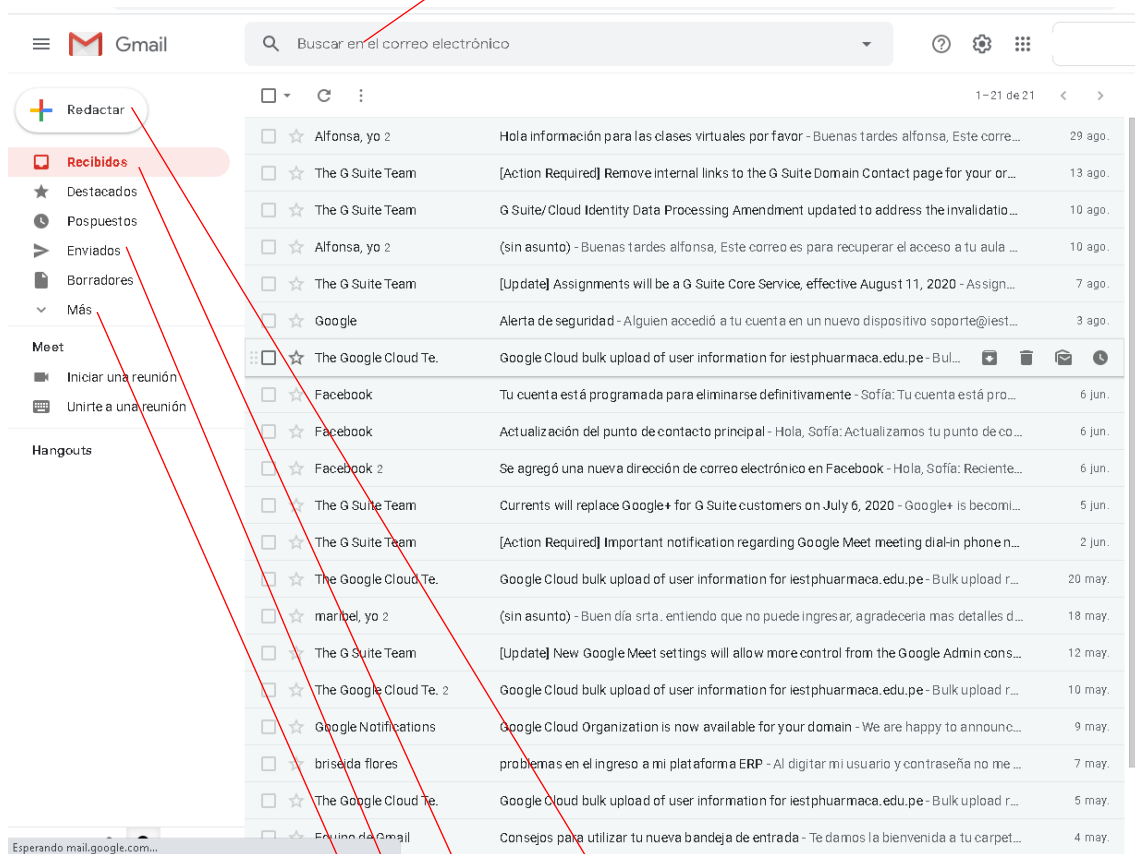 Gmail
Buscar en el correo electrónico
Redactar
1–21 de 21
Recibidos
Destacados
Pospuestos
Enviados
Borradores
Más
Meet
Iniciar una reunión
Unirte a una reunión
Hangouts
Alfonsa, yo 2 Hola información para las clases virtuales por favor - Buenas tardes alfonsa, Este corre... 29 ago.
The G Suite Team [Action Required] Remove internal links to the G Suite Domain Contact page for your or... 13 ago.
The G Suite Team G Suite/Cloud Identity Data Processing Amendment updated to address the invalidatio... 10 ago.
Alfonsa, yo 2 (sin asunto) - Buenas tardes alfonsa, Este correo es para recuperar el acceso a tu aula ... 10 ago.
The G Suite Team [Update] Assignments will be a G Suite Core Service, effective August 11, 2020 - Assign... 7 ago.
Google Alerta de seguridad - Alguien accedió a tu cuenta en un nuevo dispositivo soporte@iest... 3 ago.
The Google Cloud Te. Google Cloud bulk upload of user information for iestpharmaca.edu.pe - Bul...
Facebook Tu cuenta está programada para eliminarse definitivamente - Sofía: Tu cuenta está pro... 6 jun.
Facebook Actualización del punto de contacto principal - Hola, Sofía: Actualizamos tu punto de co... 6 jun.
Facebook 2 Se agregó una nueva dirección de correo electrónico en Facebook - Hola, Sofía: Reciente... 6 jun.
The G Suite Team Currents will replace Google+ for G Suite customers on July 6, 2020 - Google+ is becomi... 5 jun.
The G Suite Team [Action Required] Important notification regarding Google Meet meeting dial-in phone n... 2 jun.
The Google Cloud Te. Google Cloud bulk upload of user information for iestphuarmaca.edu.pe - Bulk upload r... 20 may.
maribel, yo 2 (sin asunto) - Buen día srta. entiendo que no puede ingresar, agradeceria mas detalles d... 18 may.
The G Suite Team [Update] New Google Meet settings will allow more control from the Google Admin cons... 12 may.
The Google Cloud Te. 2 Google Cloud bulk upload of user information for iestphuarmaca.edu.pe - Bulk upload r... 10 may.
Google Notifications Google Cloud Organization is now available for your domain - We are happy to announc... 9 may.
briseida flores problemas en el ingreso a mi plataforma ERP - Al digitar mi usuario y contraseña no me ... 7 may.
The Google Cloud Te. Google Cloud bulk upload of user information for iestphuarmaca.edu.pe - Bulk upload r... 5 may.
Equipo de Gmail Consejos para utilizar tu nueva bandeja de entrada - Te damos la bienvenida a tu carpet... 4 may.
Esperando mail.google.com...